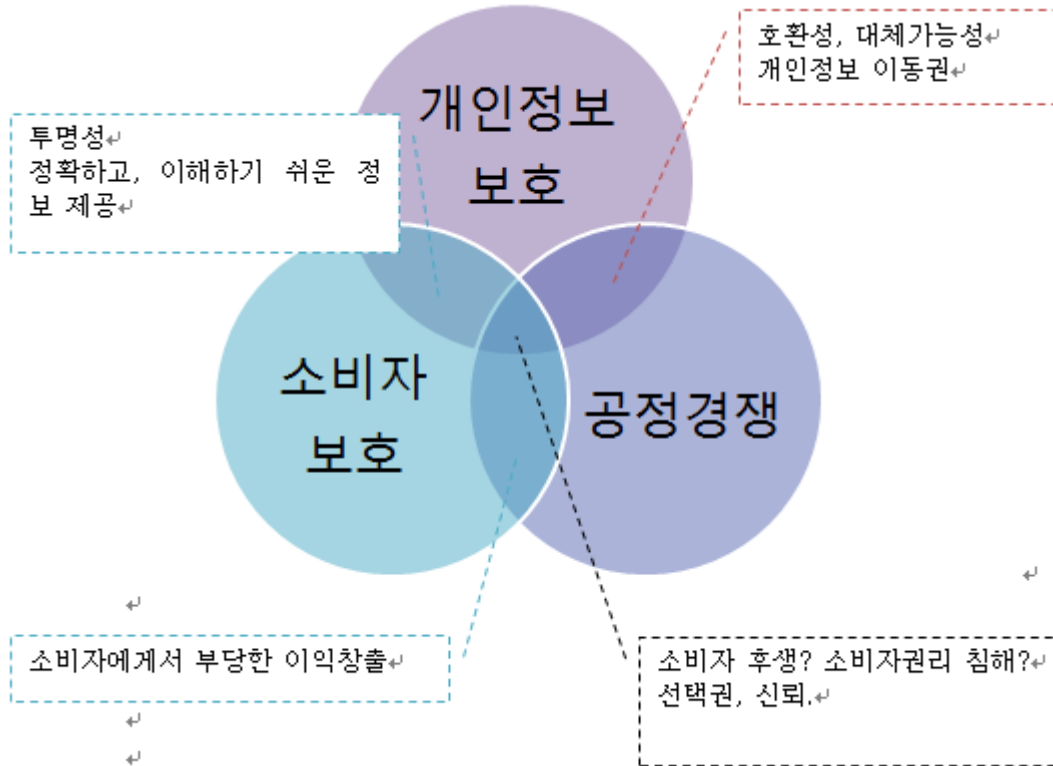 호환성, 대체가능성
개인정보 이동권
개인정보
보호
투명성
정확하고, 이해하기 쉬운 정
보 제공
소비자
보호
공정경쟁
소비자에게서 부당한 이익창출
소비자 후생? 소비자권리 침해?
선택권, 신뢰.